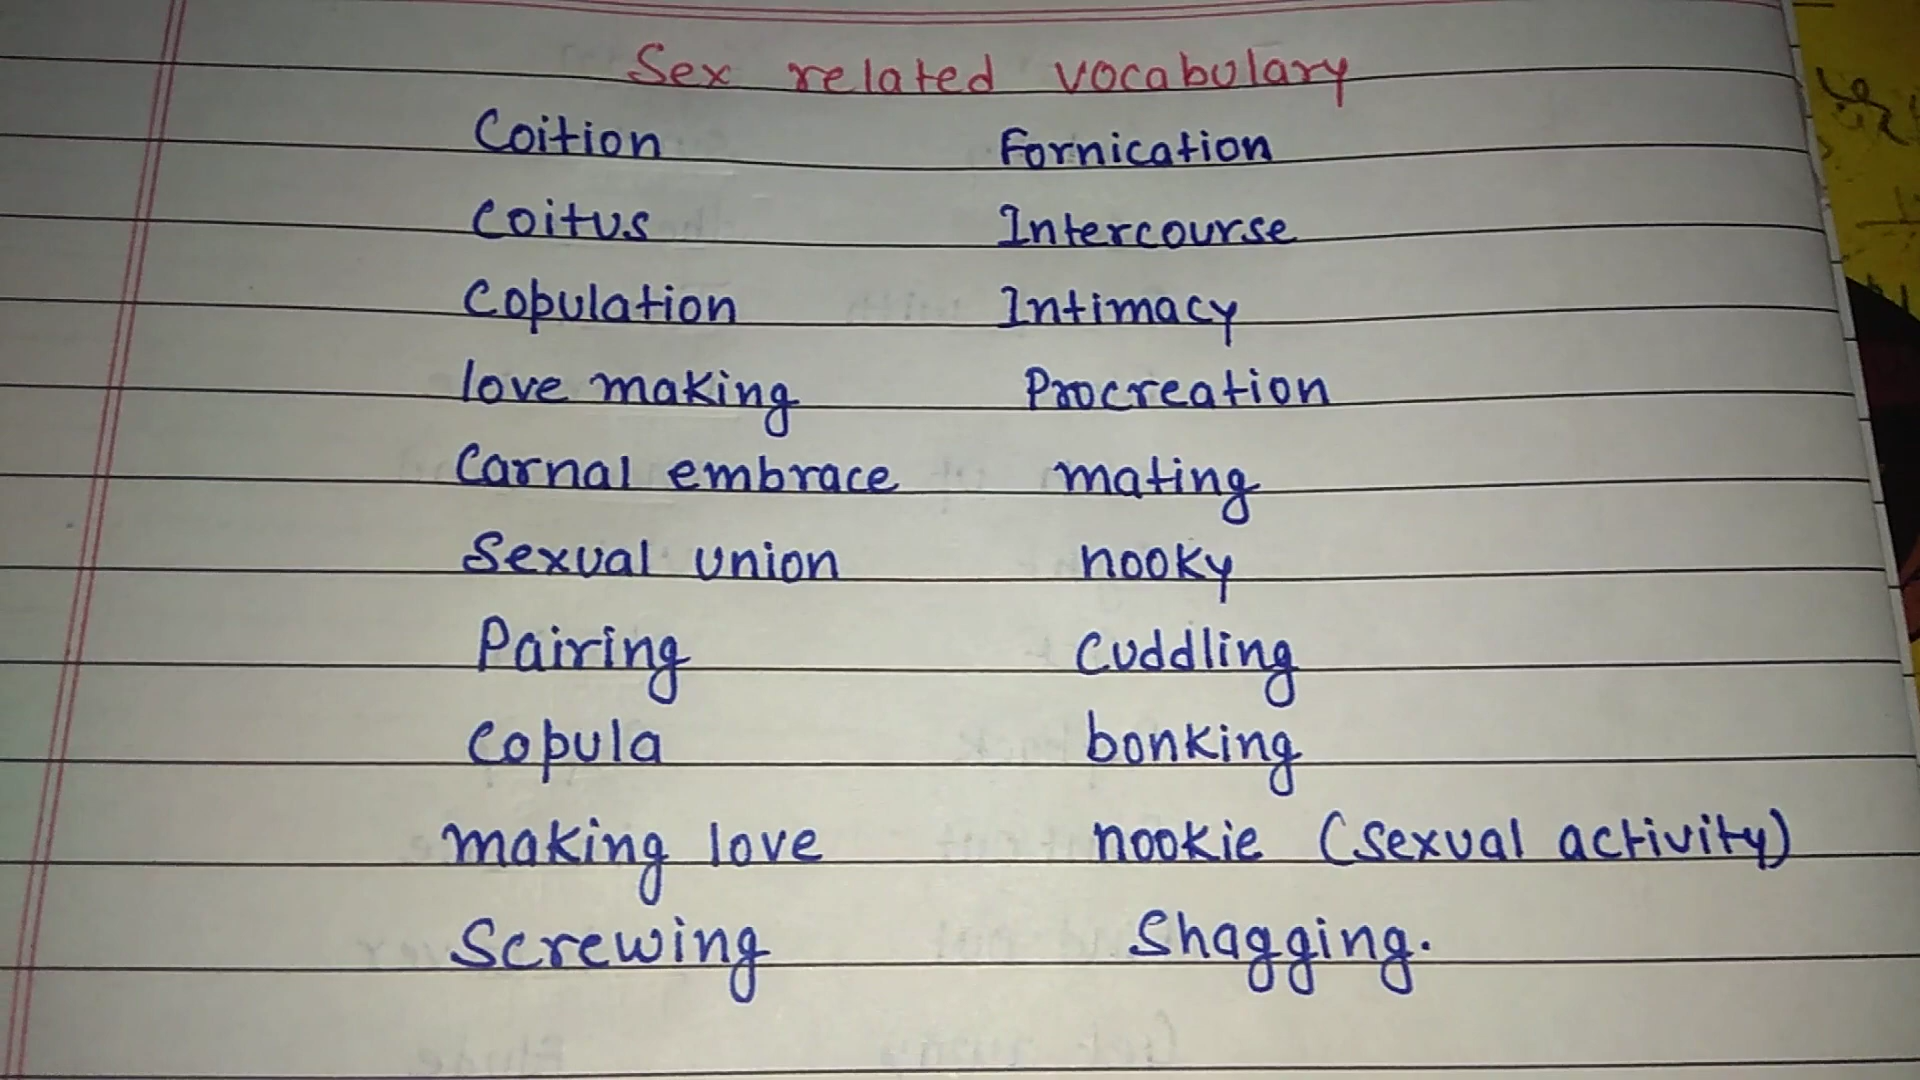 Sex related vocabulary
Coition Fornication
Coitus Intercourse
Copulation Intimacy
love making Procreation
Carnal embrace mating
Sexual union nooky
Pairing Cuddling
Copula bonking
making love nookie (Sexual activity)
Screwing Shagging.